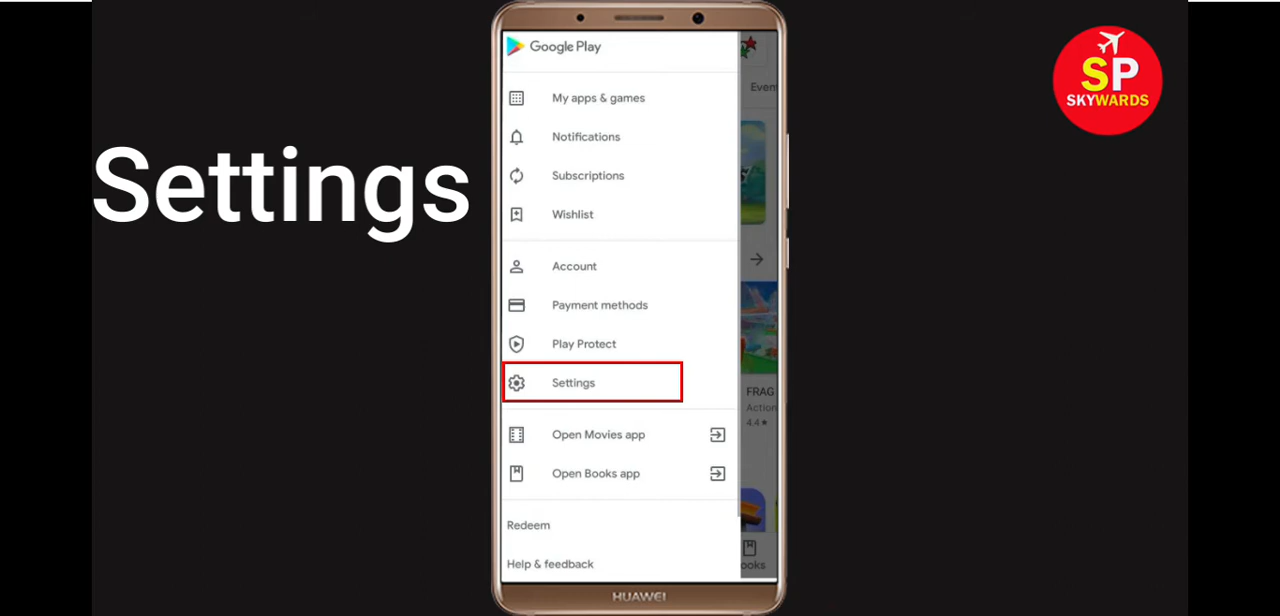 Settings
Google Play
My apps & games
Notifications
Subscriptions
Wishlist
Account
Payment methods
Play Protect
Settings
Open Movies app
Open Books app
Redeem
Help & feedback
Even
FRAG
Action
4.4★
ooks
HUAWEI
SP
SKYWARDS